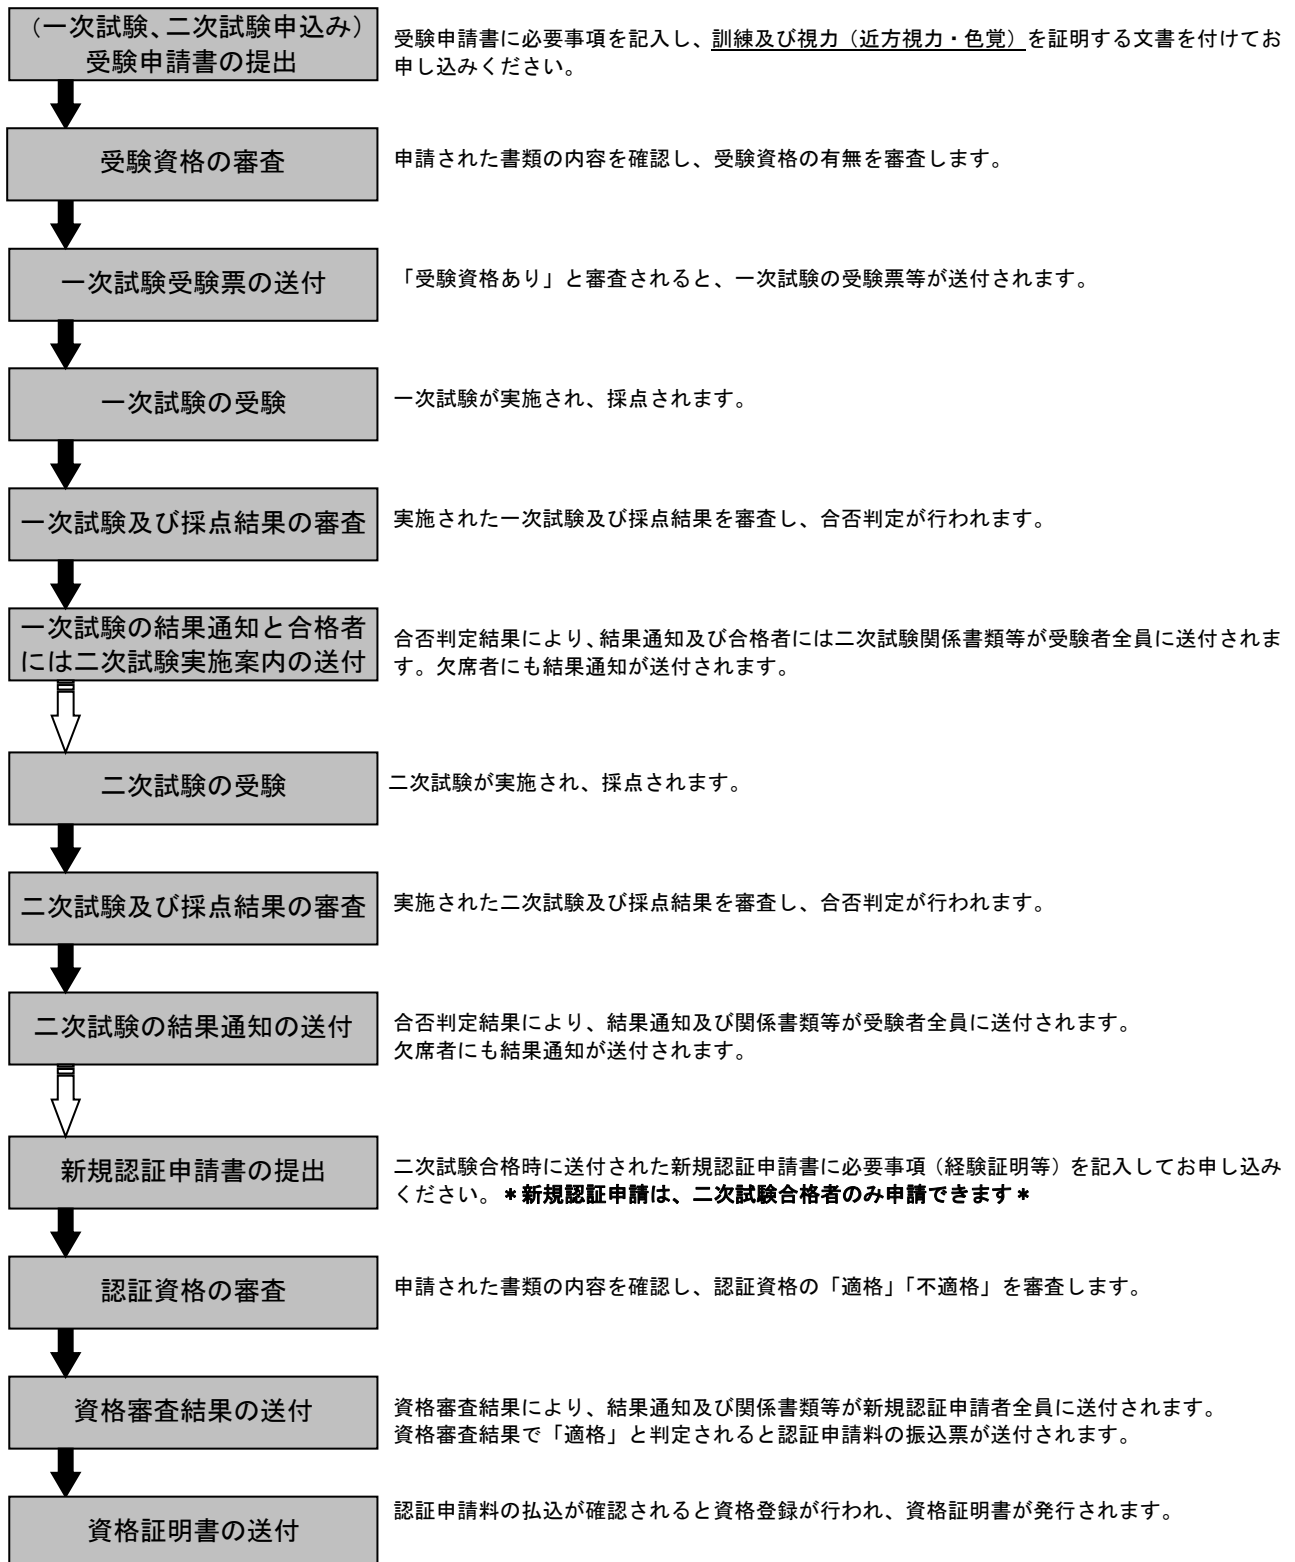 （一次試験、二次試験申込み）
受験申請書の提出
受験申請書に必要事項を記入し、訓練及び視力（近方視力・色覚）を証明する文書を付けてお
申し込みください。
受験資格の審査
申請された書類の内容を確認し、受験資格の有無を審査します。
一次試験受験票の送付
「受験資格あり」と審査されると、一次試験の受験票等が送付されます。
一次試験の受験
一次試験が実施され、採点されます。
一次試験及び採点結果の審査
実施された一次試験及び採点結果を審査し、合否判定が行われます。
一次試験の結果通知と合格者
には二次試験実施案内の送付
合否判定結果により、結果通知及び合格者には二次試験関係書類等が受験者全員に送付されま
す。欠席者にも結果通知が送付されます。
二次試験の受験
二次試験が実施され、採点されます。
二次試験及び採点結果の審査
実施された二次試験及び採点結果を審査し、合否判定が行われます。
二次試験の結果通知の送付
合否判定結果により、結果通知及び関係書類等が受験者全員に送付されます。
欠席者にも結果通知が送付されます。
新規認証申請書の提出
二次試験合格時に送付された新規認証申請書に必要事項（経験証明等）を記入してお申し込み
ください。＊新規認証申請は、二次試験合格者のみ申請できます＊
認証資格の審査
申請された書類の内容を確認し、認証資格の「適格」「不適格」を審査します。
資格審査結果の送付
資格審査結果により、結果通知及び関係書類等が新規認証申請者全員に送付されます。
資格審査結果で「適格」と判定されると認証申請料の振込票が送付されます。
資格証明書の送付
認証申請料の払込が確認されると資格登録が行われ、資格証明書が発行されます。